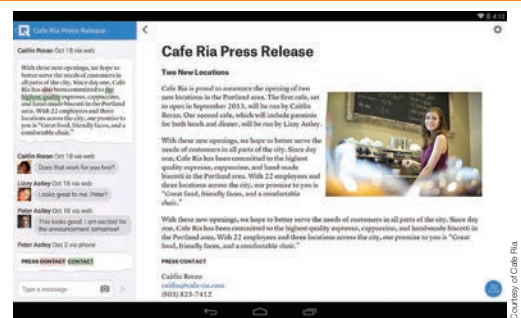 4:12
Cafe Ria Press Release
Caitlin Roran Oct 18 via web
With these new openings, we hope to
better serve the needs of customers in
all parts of the city. Since day one, Cafe
Ria has also been committed to the
highest quality espresso, cappuccino,
and hand-made biscotti in the Portland
area. With 22 employees and three
locations across the city, our promise to
you is "Great food, friendly faces, and a
comfortable chair."
Caitlin Roran Oct 18 via web
Does that work for you two?
Lizzy Astley Oct 18 via web
Looks great to me. Peter?
Peter Astley Oct 18 via web
This looks good. I am excited for
the announcement tomorrow!
Peter Astley Dec 2 via phone
PRESS CONTACT CONTACT
Type a message
Cafe Ria Press Release
Two New Locations
Cafe Ria is proud to announce the opening of two
new locations in the Portland area. The first cafe, set
to open in September 2013, will be run by Caitlin
Roran. Our second cafe, which will include paninis
for both lunch and dinner, will be run by Lizzy Astley.
With these new openings, we hope to better serve the
needs of customers in all parts of the city. Since day
one, Cafe Ria has been committed to the highest
quality espresso, cappuccino, and hand-made
biscotti in the Portland area. With 22 employees and
three locations across the city, our promise to you is
"Great food, friendly faces, and a comfortable
chair."
With these new openings, we hope to better serve the needs of customers in all parts of the city. Since day
one, Cafe Ria has been committed to the highest quality espresso, cappuccino, and hand-made biscotti in
the Portland area. With 22 employees and three locations across the city, our promise to you is "Great
food, friendly faces, and a comfortable chair."
PRESS CONTACT
Caitlin Roran
caitlin@cafe-ria.com
(503) 823-7412
Courtesy of Cafe Ria